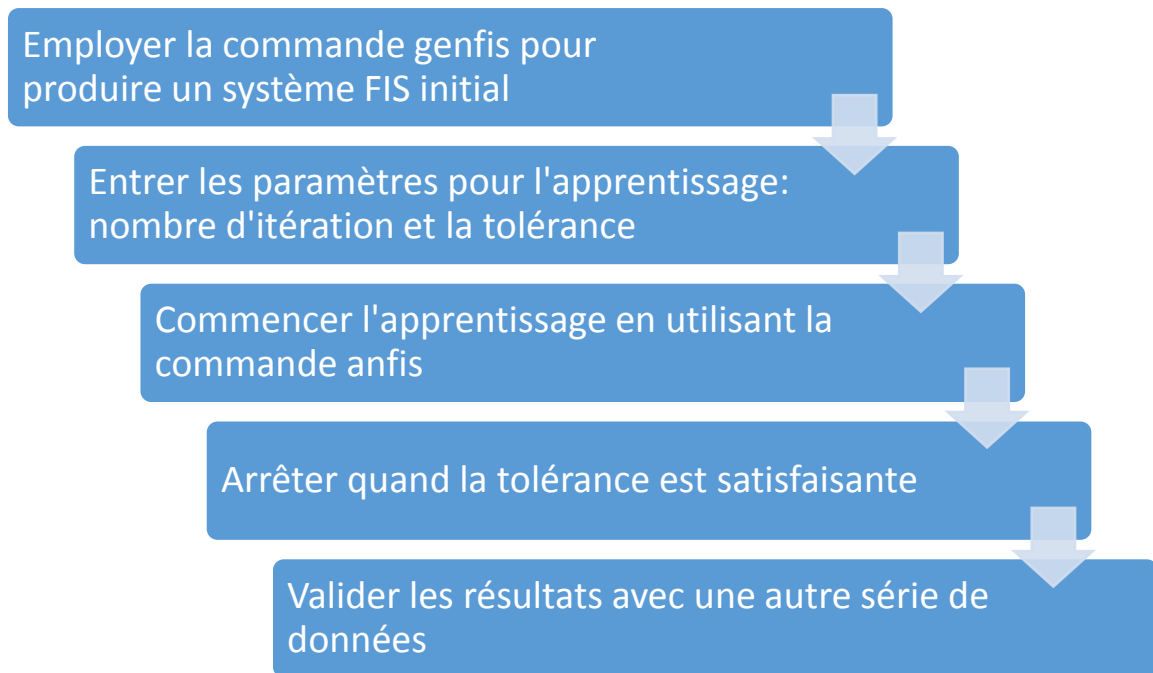 Employer la commande genfis pour
produire un système FIS initial
Entrer les paramètres pour l'apprentissage:
nombre d'itération et la tolérance
Commencer l'apprentissage en utilisant la
commande anfis
Arrêter quand la tolérance est satisfaisante
Valider les résultats avec une autre série de
données